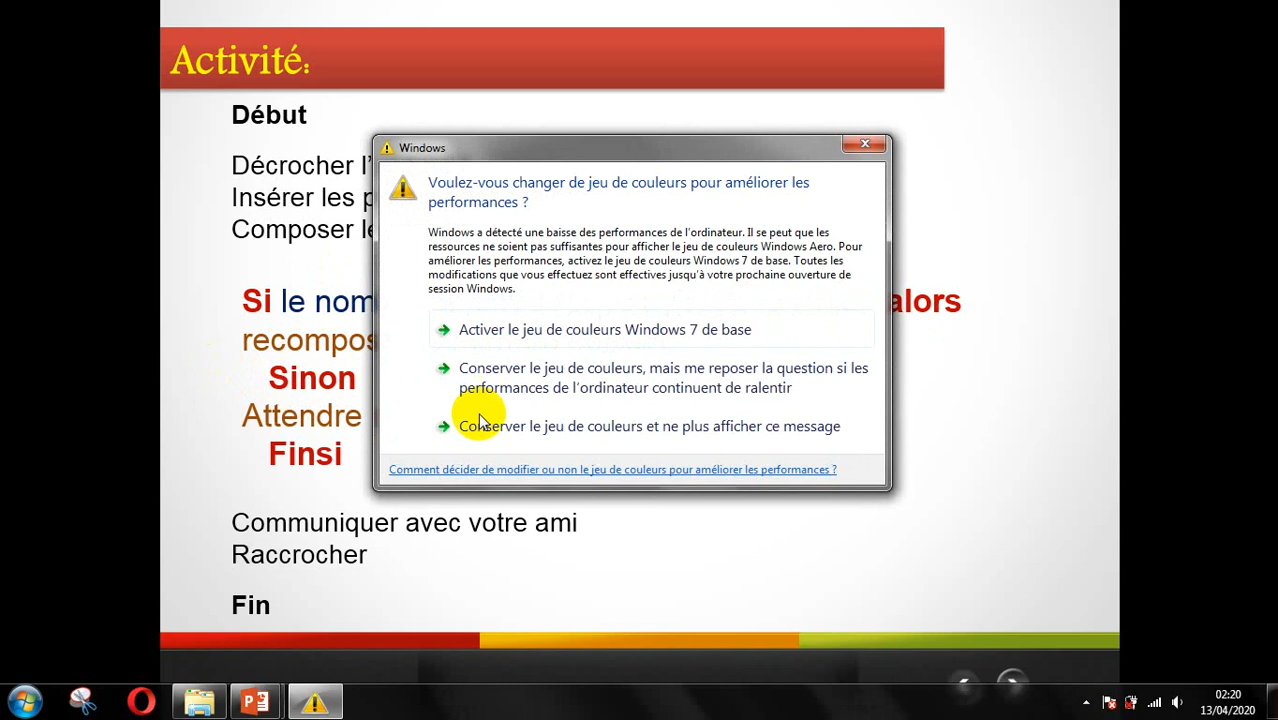 Activité:
Début
Décrocher l'
Insérer les p
Composer le
Si le nom alors
recompos
Sinon
Attendre
Finsi
Communiquer avec votre ami
Raccrocher
Fin
Windows
Voulez-vous changer de jeu de couleurs pour améliorer les
performances ?
Windows a détecté une baisse des performances de l'ordinateur. Il se peut que les
ressources ne soient pas suffisantes pour afficher le jeu de couleurs Windows Aero. Pour
améliorer les performances, activez le jeu de couleurs Windows 7 de base. Toutes les
modifications que vous effectuez sont effectives jusqu'à votre prochaine ouverture de
session Windows.
Activer le jeu de couleurs Windows 7 de base
Conserver le jeu de couleurs, mais me reposer la question si les
performances de l'ordinateur continuent de ralentir
Conserver le jeu de couleurs et ne plus afficher ce message
Comment décider de modifier ou non le jeu de couleurs pour améliorer les performances ?
02:20
13/04/2020